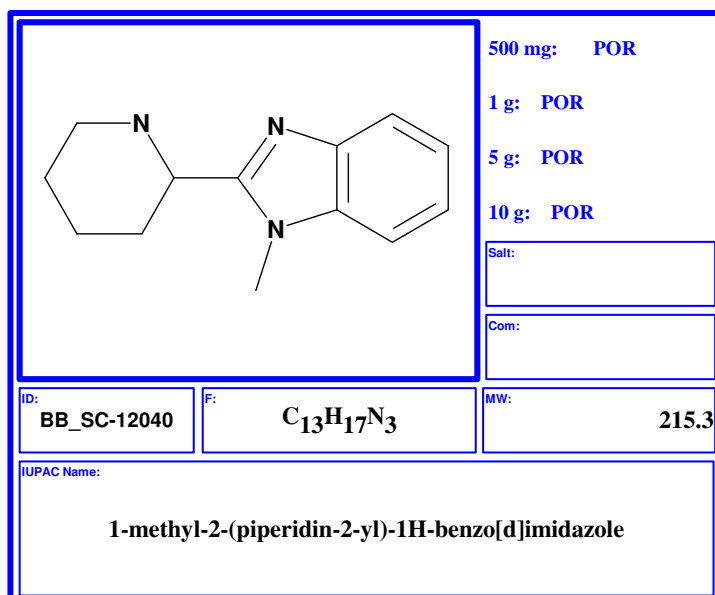 N
N
N
500 mg: POR
1 g: POR
5 g: POR
10 g: POR
Salt:
Com:
ID:
BB_SC-12040
F:
C13H17N3
MW:
215.3
IUPAC Name:
1-methyl-2-(piperidin-2-yl)-1H-benzo[d]imidazole